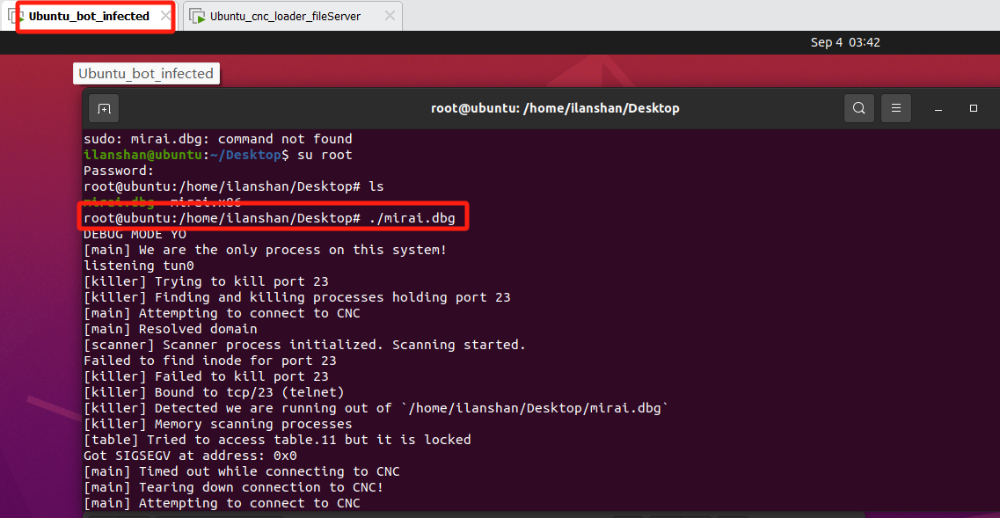 Ubuntu_bot_infected
Ubuntu_cnc_loader_fileServer
Sep 4 03:42
Ubuntu_bot_infected
root@ubuntu: /home/ilanshan/Desktop
sudo: mirai.dbg: command not found
ilanshan@ubuntu:~/Desktop$ su root
Password:
root@ubuntu:/home/ilanshan/Desktop# ls
mirai.dbg mirai.x86
root@ubuntu:/home/ilanshan/Desktop# ./mirai.dbg
DEBUG MODE YO
[main] We are the only process on this system!
listening tun0
[killer] Trying to kill port 23
[killer] Finding and killing processes holding port 23
[main] Attempting to connect to CNC
[main] Resolved domain
[scanner] Scanner process initialized. Scanning started.
Failed to find inode for port 23
[killer] Failed to kill port 23
[killer] Bound to tcp/23 (telnet)
[killer] Detected we are running out of `/home/ilanshan/Desktop/mirai.dbg`
[killer] Memory scanning processes
[table] Tried to access table.11 but it is locked
Got SIGSEGV at address: 0x0
[main] Timed out while connecting to CNC
[main] Tearing down connection to CNC!
[main] Attempting to connect to CNC